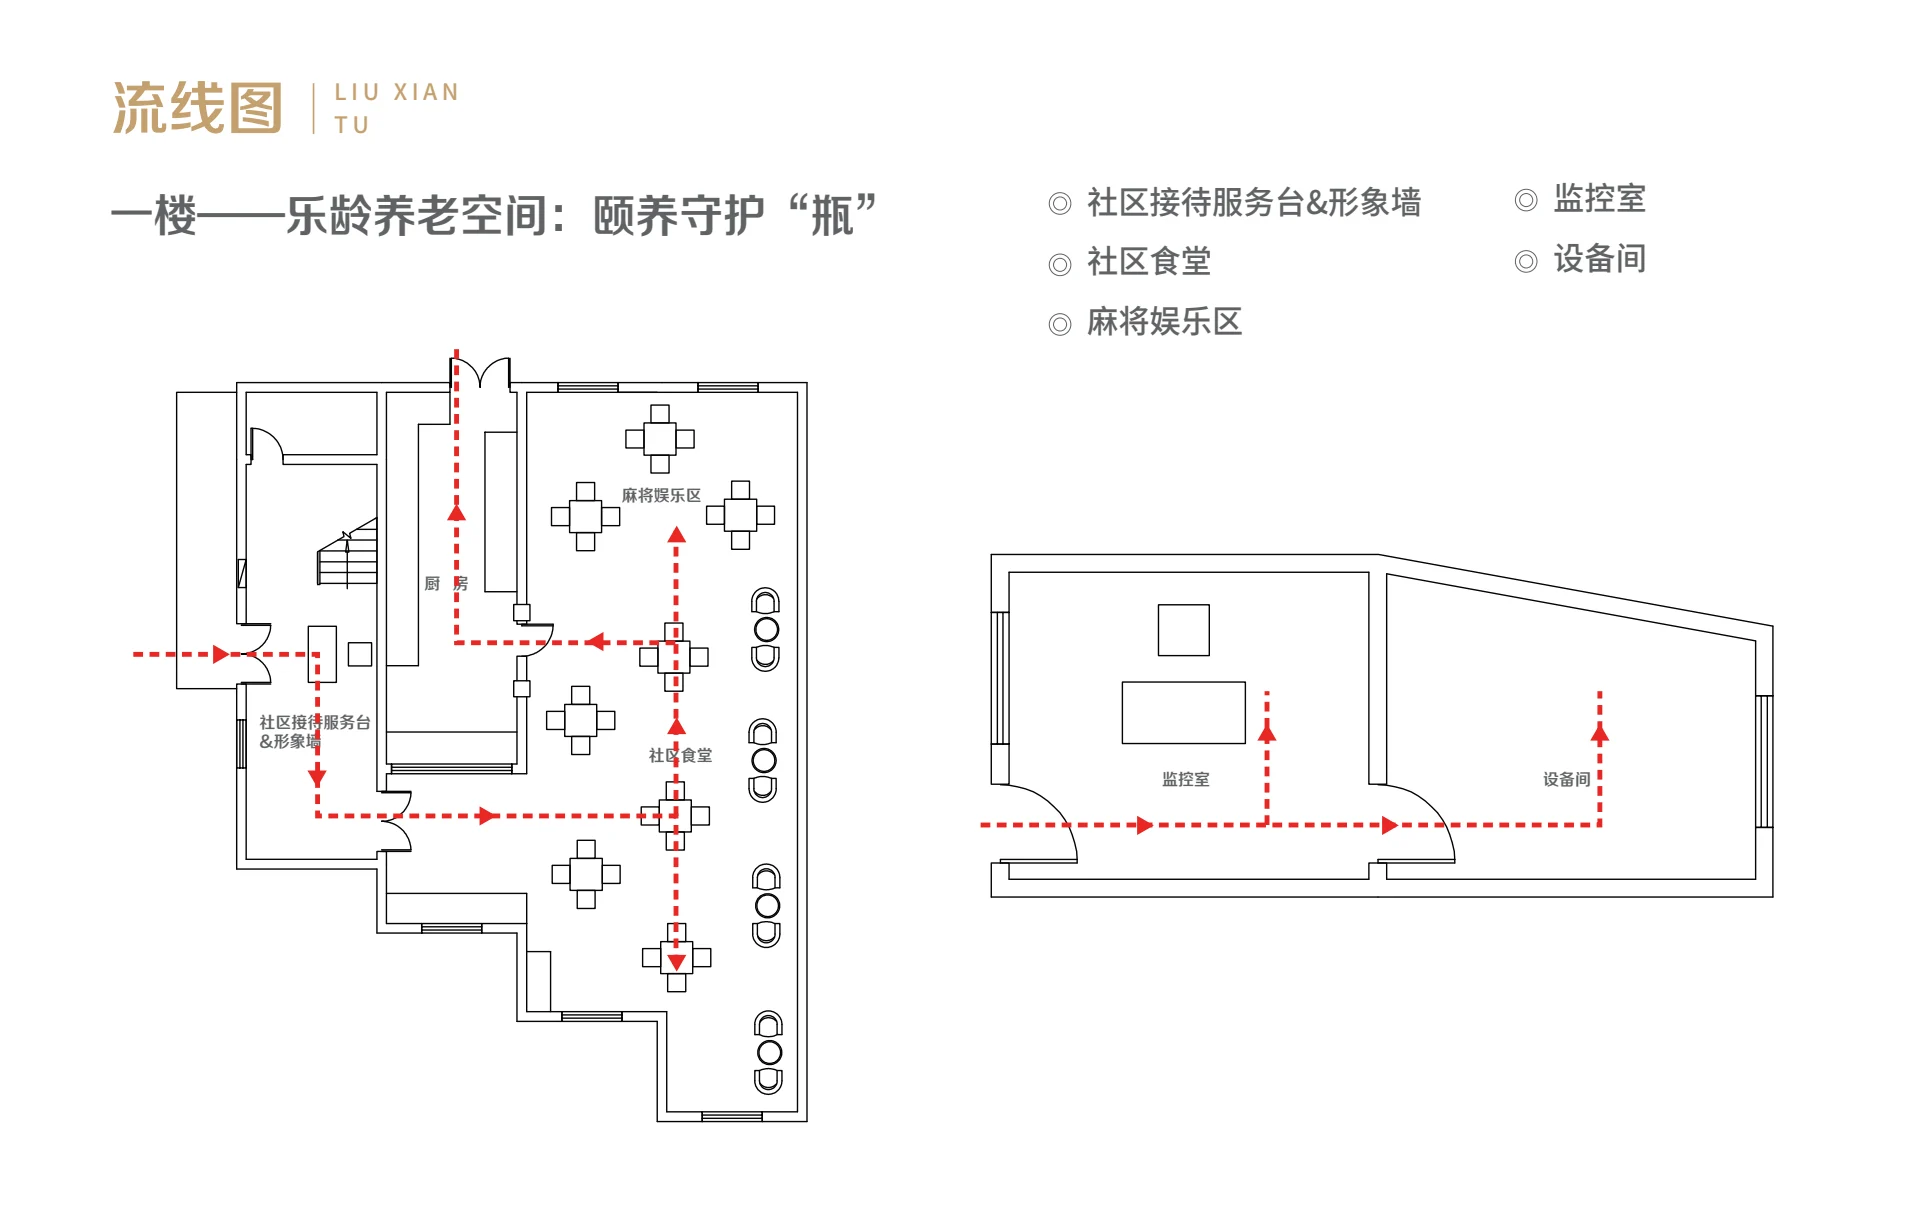 流线图
LIU XIAN
TU
一楼——乐龄养老空间：颐养守护“瓶”
◎ 社区接待服务台&形象墙
◎ 社区食堂
◎ 麻将娱乐区
◎ 监控室
◎ 设备间
麻将娱乐区
厨 房
社区接待服务台
&形象墙
社区食堂
监控室
设备间